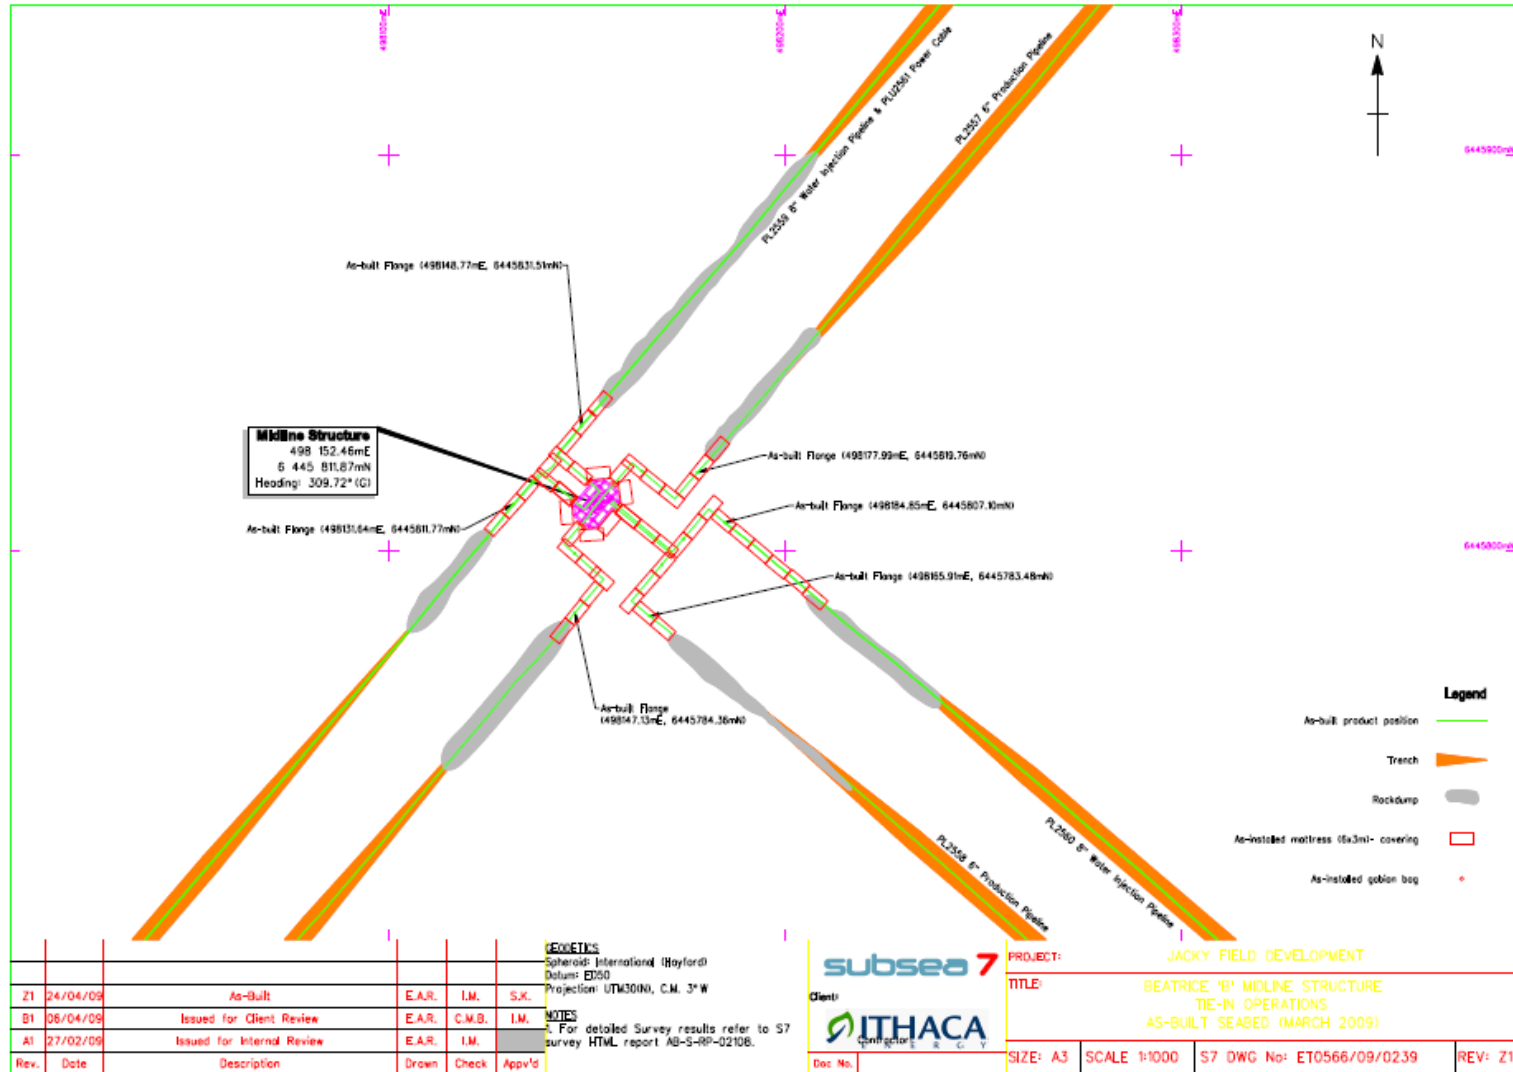 498100mE
498200mE
498300mE
N
6445900mN
PL2559 8" Water Injection Pipeline & PLU2561 Power Cable
PL2557 6" Production Pipeline
As-built Flange (498148.77mE, 6445831.51mN)
Midline Structure
498 152.46mE
6 445 811.87mN
Heading: 309.72° (G)
As-built Flange (498177.99mE, 6445819.76mN)
As-built Flange (498184.85mE, 6445807.10mN)
As-built Flange (498131.64mE, 6445811.77mN)
6445800mN
As-built Flange (498165.91mE, 6445783.48mN)
As-built Flange
(498147.13mE, 6445784.36mN)
PL2558 6" Production Pipeline
PL2560 8" Water Injection Pipeline
Legend
As-built product position
Trench
Rockdump
As-installed mattress (6x3m)- covering
As-installed gabion bag
Z1 24/04/09 As-Built E.A.R. I.M. S.K.
B1 06/04/09 Issued for Client Review E.A.R. C.M.B. I.M.
A1 27/02/09 Issued for Internal Review E.A.R. I.M.
Rev. Date Description Drawn Check Appv'd
GEODETICS
Spheroid: International (Hayford)
Datum: ED50
Projection: UTM30(N), C.M. 3° W
NOTES
1. For detailed Survey results refer to S7
survey HTML report AB-S-RP-02106.
subsea 7
Client:
ITHACA
ENERGY
Contractor
Doc No.
PROJECT: JACKY FIELD DEVELOPMENT
TITLE: BEATRICE 'B' MIDLINE STRUCTURE
TIE-IN OPERATIONS
AS-BUILT SEABED (MARCH 2009)
SIZE: A3 SCALE 1:1000 S7 DWG No: ET0566/09/0239 REV: Z1